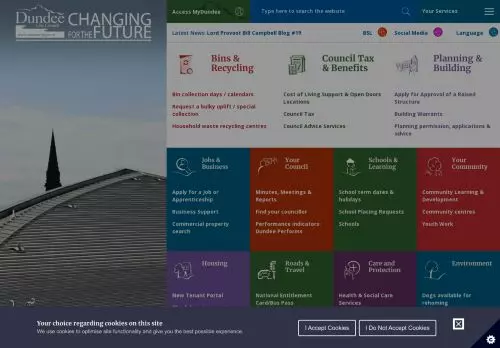 Dundee
CHANGING
FOR THE
FUTURE
Access MyDundee
Type here to search the website
Your Services
Latest News Lord Provost Bill Campbell Blog #19
BSL
Social Media
Language
Bins &
Recycling
Bin collection days / calendars
Request a bulky uplift / special
collection
Household waste recycling centres
Council Tax
& Benefits
Cost of Living Support & Open Doors
Locations
Council Tax
Council Advice Services
Planning &
Building
Apply for Approval of a Raised
Structure
Building Warrants
Planning permission, applications &
advice
Jobs &
Business
Apply for a Job or
Apprenticeship
Business Support
Commercial property
search
Your
Council
Minutes, Meetings &
Reports
Find your councillor
Performance Indicators
Dundee Performs
Schools &
Learning
School term dates &
holidays
School Placing Requests
Schools
Your
Community
Community Learning &
Development
Community centres
Youth Work
Housing
New Tenant Portal
Roads &
Travel
National Entitlement
Card/Bus Pass
Care and
Protection
Health & Social Care
Services
Environment
Dogs available for
rehoming
Your choice regarding cookies on this site
We use cookies to optimise site functionality and give you the best possible experience.
I Accept Cookies
I Do Not Accept Cookies
X